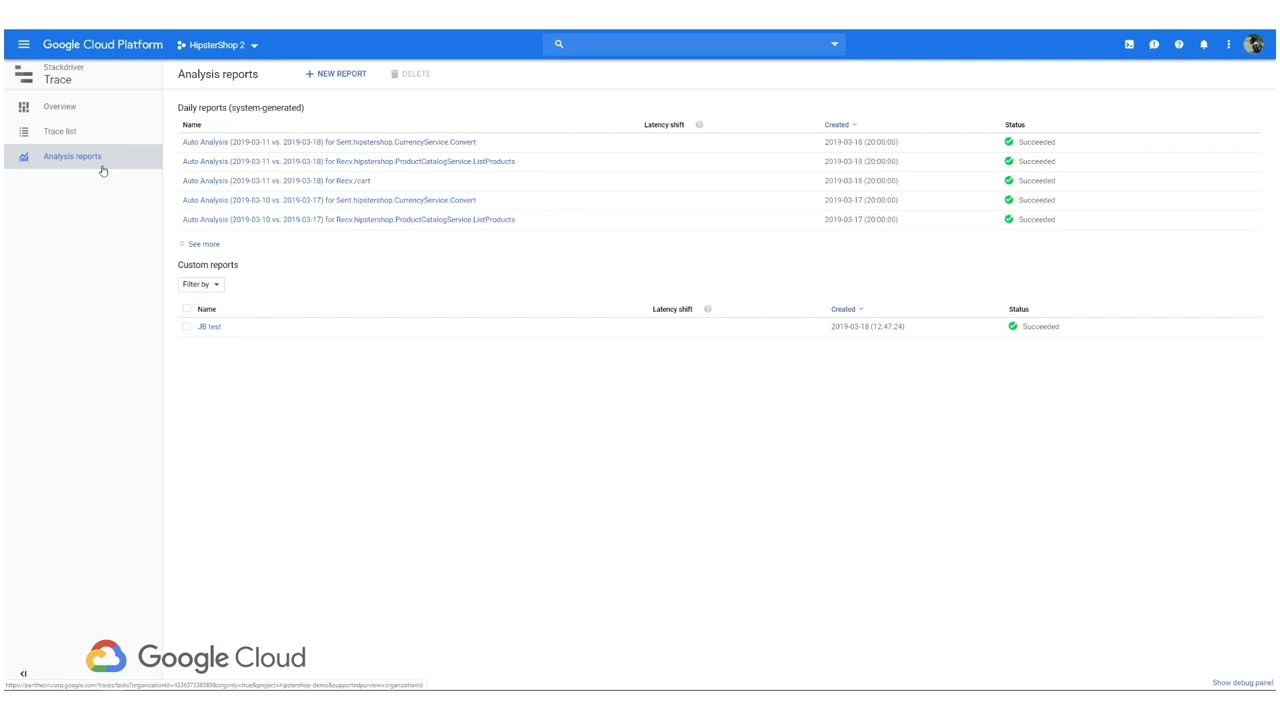 Google Cloud Platform HipsterShop 2
Stackdriver
Trace
Analysis reports + NEW REPORT DELETE
Overview
Trace list
Analysis reports
Daily reports (system-generated)
Name Latency shift Created Status
Auto Analysis (2019-03-11 vs. 2019-03-18) for Sent.hipstershop.CurrencyService.Convert 2019-03-18 (20:00:00) Succeeded
Auto Analysis (2019-03-11 vs. 2019-03-18) for Recv.hipstershop.ProductCatalogService.ListProducts 2019-03-18 (20:00:00) Succeeded
Auto Analysis (2019-03-11 vs. 2019-03-18) for Recv./cart 2019-03-18 (20:00:00) Succeeded
Auto Analysis (2019-03-10 vs. 2019-03-17) for Sent.hipstershop.CurrencyService.Convert 2019-03-17 (20:00:00) Succeeded
Auto Analysis (2019-03-10 vs. 2019-03-17) for Recv.hipstershop.ProductCatalogService.ListProducts 2019-03-17 (20:00:00) Succeeded
See more
Custom reports
Filter by
Name Latency shift Created Status
JB test 2019-03-18 (12:47:24) Succeeded
Google Cloud
Show debug panel